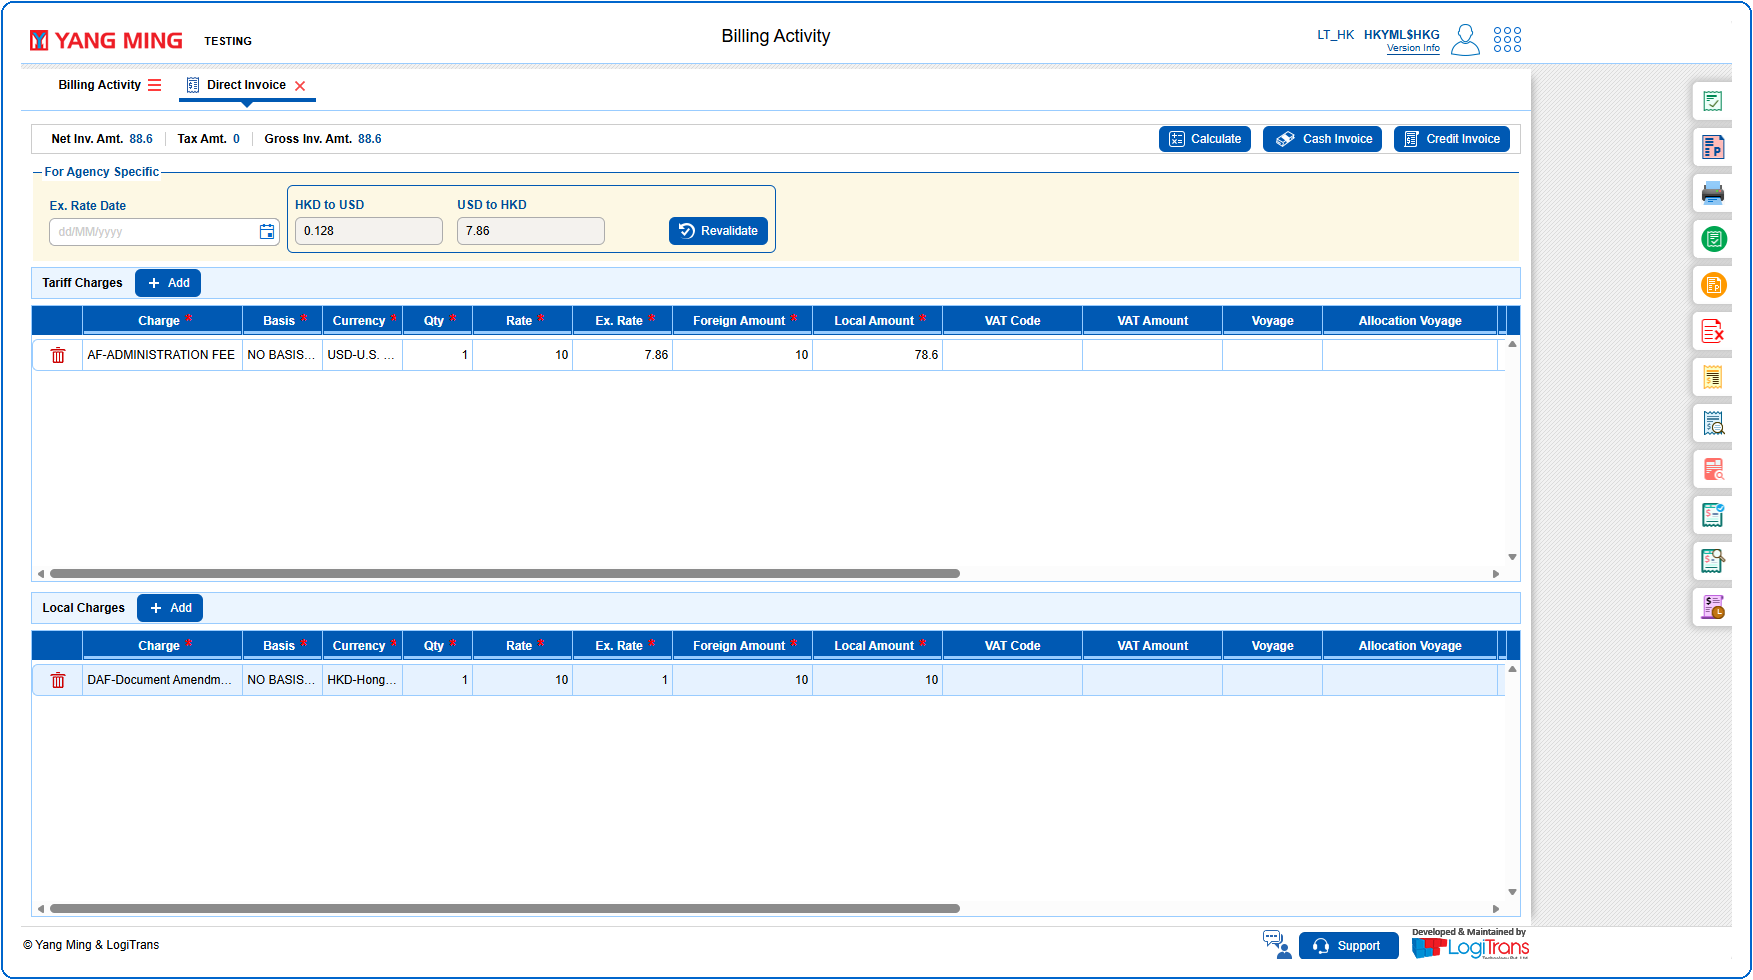 YANG MING TESTING
Billing Activity
LT_HK HKYML$HKG
Version Info
Billing Activity Direct Invoice
Net Inv. Amt. 88.6 Tax Amt. 0 Gross Inv. Amt. 88.6 Calculate Cash Invoice Credit Invoice
For Agency Specific
Ex. Rate Date HKD to USD USD to HKD
dd/MM/yyyy 0.128 7.86 Revalidate
Tariff Charges + Add
Charge * Basis * Currency * Qty * Rate * Ex. Rate * Foreign Amount * Local Amount * VAT Code VAT Amount Voyage Allocation Voyage
AF-ADMINISTRATION FEE NO BASIS... USD-U.S. ... 1 10 7.86 10 78.6
Local Charges + Add
Charge * Basis * Currency * Qty * Rate * Ex. Rate * Foreign Amount * Local Amount * VAT Code VAT Amount Voyage Allocation Voyage
DAF-Document Amendm... NO BASIS... HKD-Hong... 1 10 1 10 10
© Yang Ming & LogiTrans
Support
Developed & Maintained by
LogiTrans